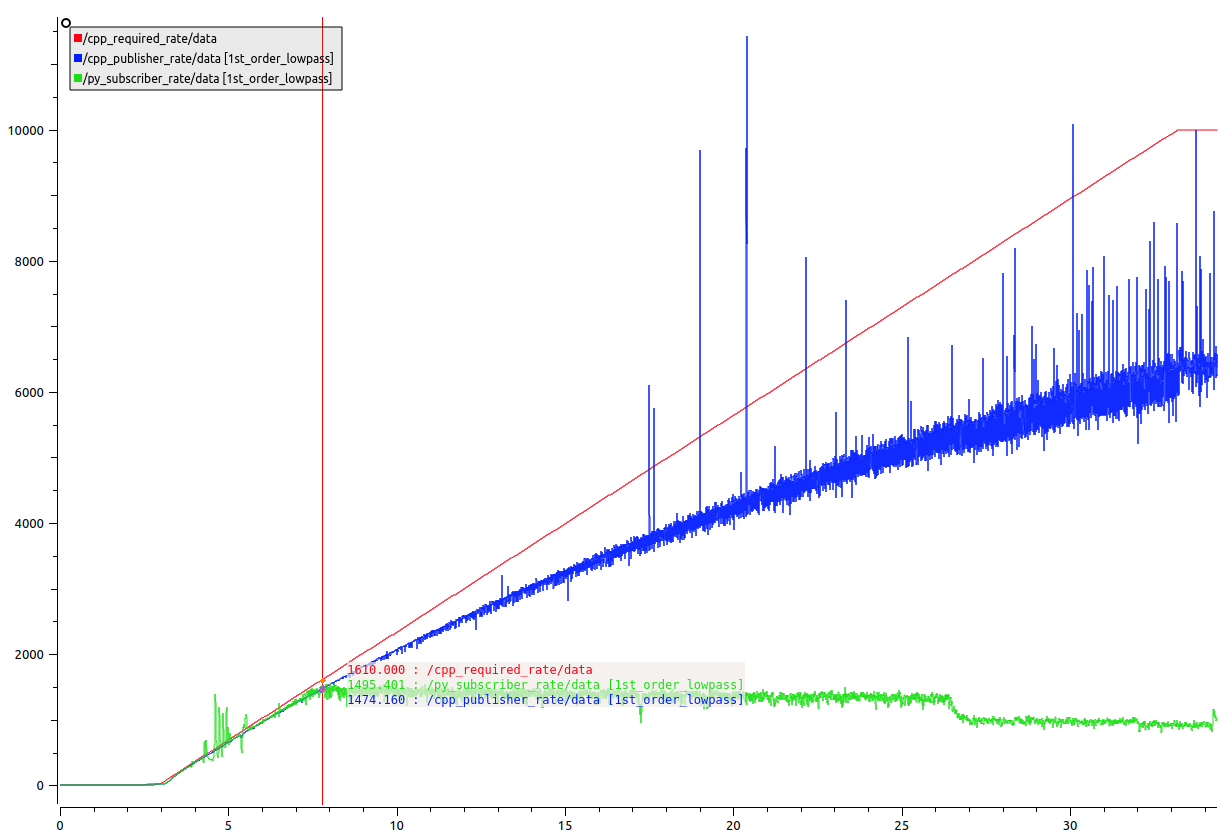 /cpp_required_rate/data
/cpp_publisher_rate/data [1st_order_lowpass]
/py_subscriber_rate/data [1st_order_lowpass]
10000
8000
6000
4000
2000
1610.000 : /cpp_required_rate/data
1495.401 : /py_subscriber_rate/data [1st_order_lowpass]
1474.160 : /cpp_publisher_rate/data [1st_order_lowpass]
0
0 5 10 15 20 25 30